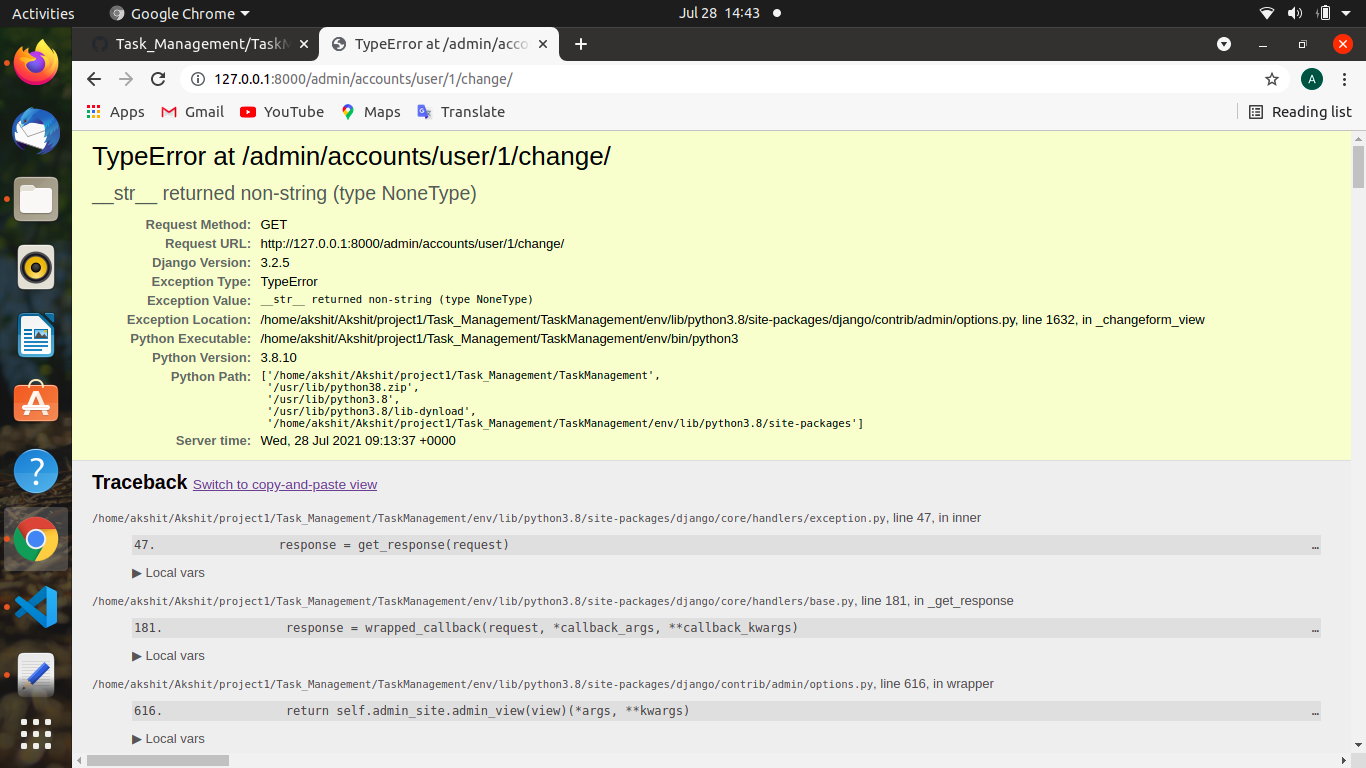 Activities
Google Chrome
Jul 28 14:43
Task_Management/TaskM
TypeError at /admin/acco
127.0.0.1:8000/admin/accounts/user/1/change/
A
Apps
Gmail
YouTube
Maps
Translate
Reading list
TypeError at /admin/accounts/user/1/change/
__str__ returned non-string (type NoneType)
Request Method: GET
Request URL: http://127.0.0.1:8000/admin/accounts/user/1/change/
Django Version: 3.2.5
Exception Type: TypeError
Exception Value: __str__ returned non-string (type NoneType)
Exception Location: /home/akshit/Akshit/project1/Task_Management/TaskManagement/env/lib/python3.8/site-packages/django/contrib/admin/options.py, line 1632, in _changeform_view
Python Executable: /home/akshit/Akshit/project1/Task_Management/TaskManagement/env/bin/python3
Python Version: 3.8.10
Python Path: ['/home/akshit/Akshit/project1/Task_Management/TaskManagement',
'/usr/lib/python38.zip',
'/usr/lib/python3.8',
'/usr/lib/python3.8/lib-dynload',
'/home/akshit/Akshit/project1/Task_Management/TaskManagement/env/lib/python3.8/site-packages']
Server time: Wed, 28 Jul 2021 09:13:37 +0000
Traceback Switch to copy-and-paste view
/home/akshit/Akshit/project1/Task_Management/TaskManagement/env/lib/python3.8/site-packages/django/core/handlers/exception.py, line 47, in inner
47. response = get_response(request) …
▶ Local vars
/home/akshit/Akshit/project1/Task_Management/TaskManagement/env/lib/python3.8/site-packages/django/core/handlers/base.py, line 181, in _get_response
181. response = wrapped_callback(request, *callback_args, **callback_kwargs) …
▶ Local vars
/home/akshit/Akshit/project1/Task_Management/TaskManagement/env/lib/python3.8/site-packages/django/contrib/admin/options.py, line 616, in wrapper
616. return self.admin_site.admin_view(view)(*args, **kwargs) …
▶ Local vars